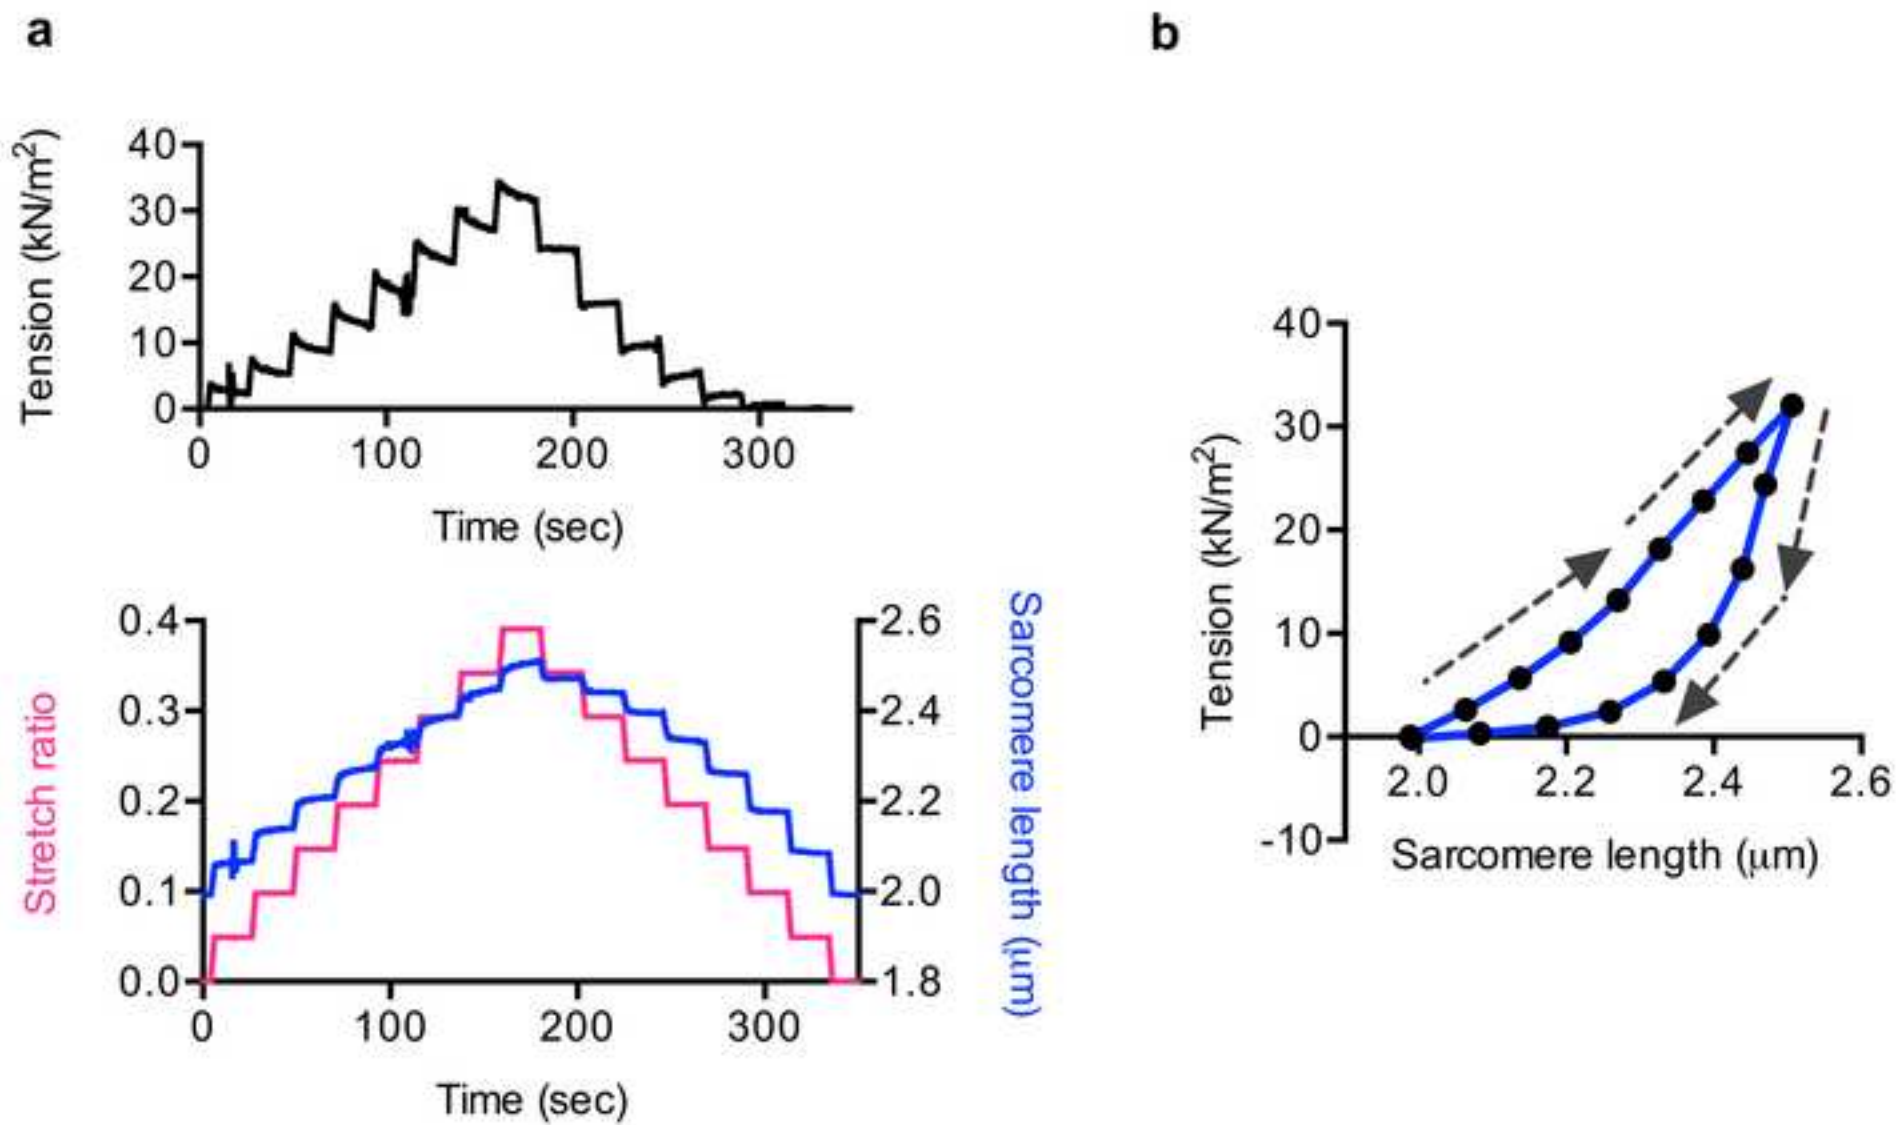 a
Tension (kN/m²)
40
30
20
10
0
0 100 200 300
Time (sec)
Stretch ratio
0.4
0.3
0.2
0.1
0.0
2.6
2.4
2.2
2.0
1.8
Sarcomere length (μm)
0 100 200 300
Time (sec)
b
Tension (kN/m²)
40
30
20
10
0
-10
2.0 2.2 2.4 2.6
Sarcomere length (μm)